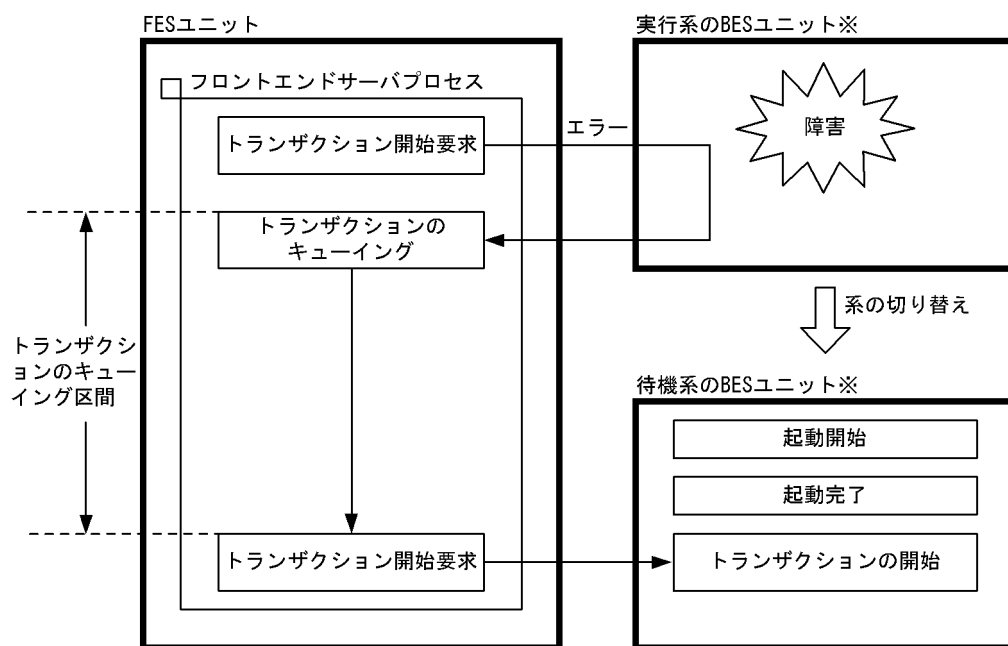 FESユニット
実行系のBESユニット※
フロントエンドサーバプロセス
トランザクション開始要求
エラー
障害
トランザクションの
キューイング
系の切り替え
トランザクシ
ョンのキュー
イング区間
待機系のBESユニット※
起動開始
起動完了
トランザクション開始要求
トランザクションの開始